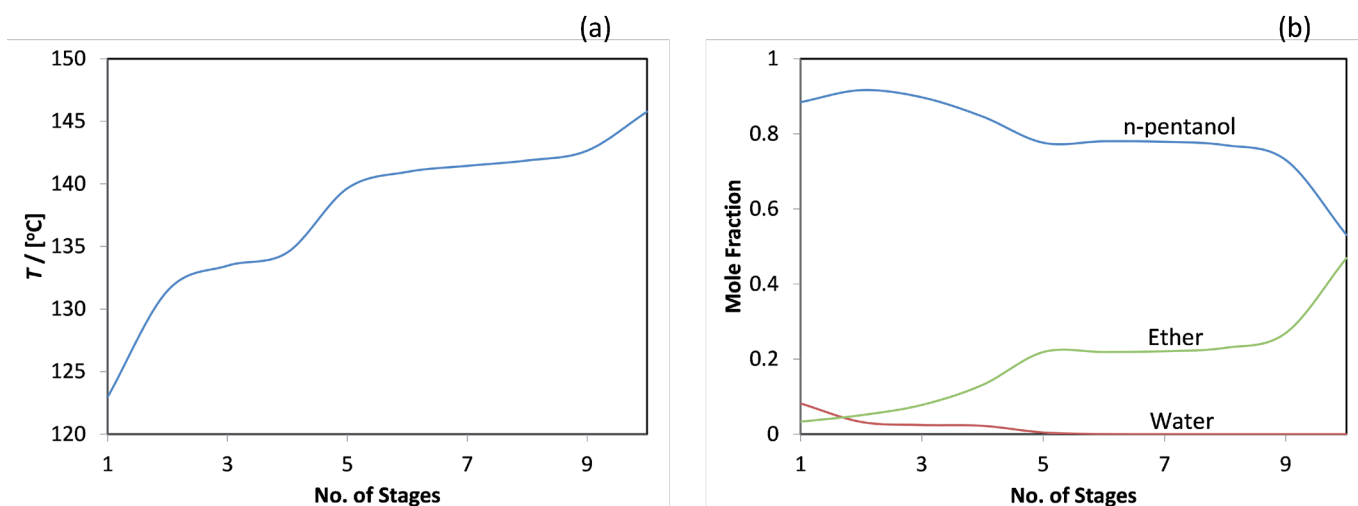 (a)
150
145
140
135
130
125
120
T / [°C]
1 3 5 7 9
No. of Stages
(b)
1
0.8
0.6
0.4
0.2
0
Mole Fraction
n-pentanol
Ether
Water
1 3 5 7 9
No. of Stages